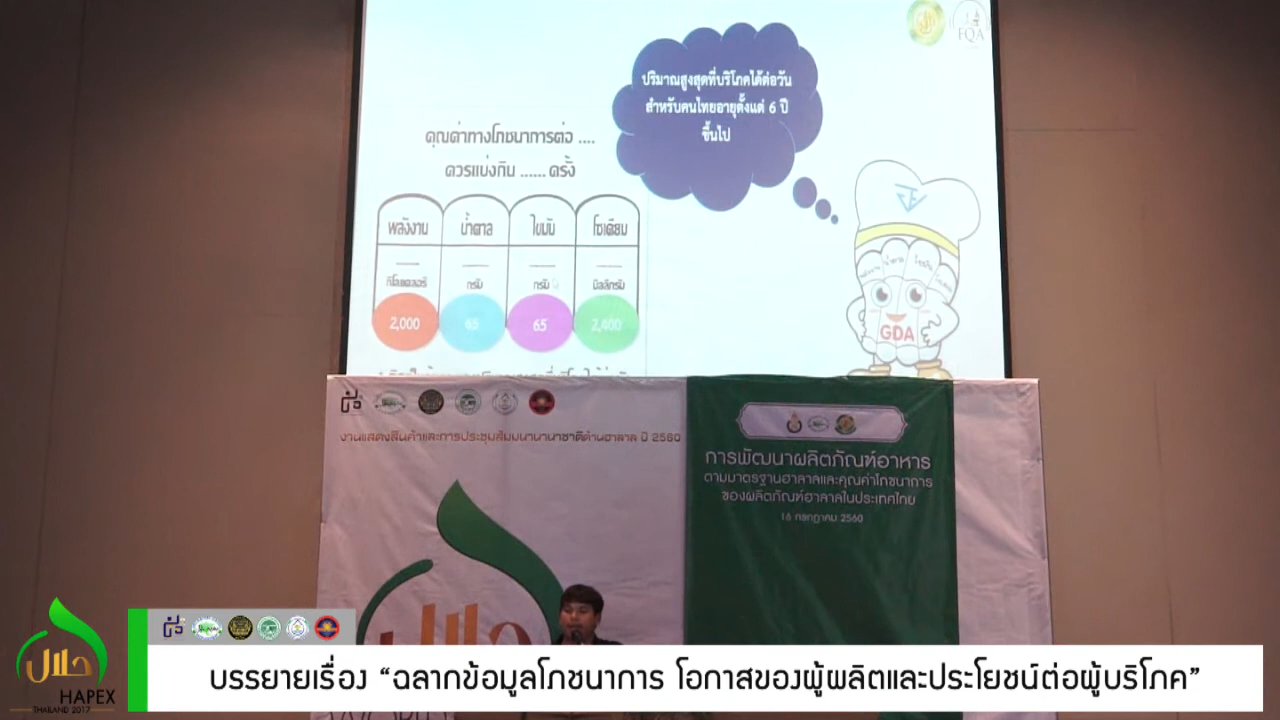 FQA
ปริมาณสูงสุดที่บริโภคได้ต่อวัน
สำหรับคนไทยอายุตั้งแต่ 6 ปี
ขึ้นไป
คุณค่าทางโภชนาการต่อ ....
ควรแบ่งกิน ...... ครั้ง
พลังงาน น้ำตาล ไขมัน โซเดียม
กิโลแคลอรี กรัม กรัม มิลลิกรัม
2,000 65 65 2,400
GDA
งานแสดงสินค้าและการประชุมสัมมนานานาชาติด้านฮาลาล ปี 2560
การพัฒนาผลิตภัณฑ์อาหาร
ตามมาตรฐานฮาลาลและคุณค่าโภชนาการ
ของผลิตภัณฑ์ฮาลาลในประเทศไทย
16 กรกฎาคม 2560
حلال
HAPEX
THAILAND 2017
บรรยายเรื่อง “ฉลากข้อมูลโภชนาการ โอกาสของผู้ผลิตและประโยชน์ต่อผู้บริโภค”